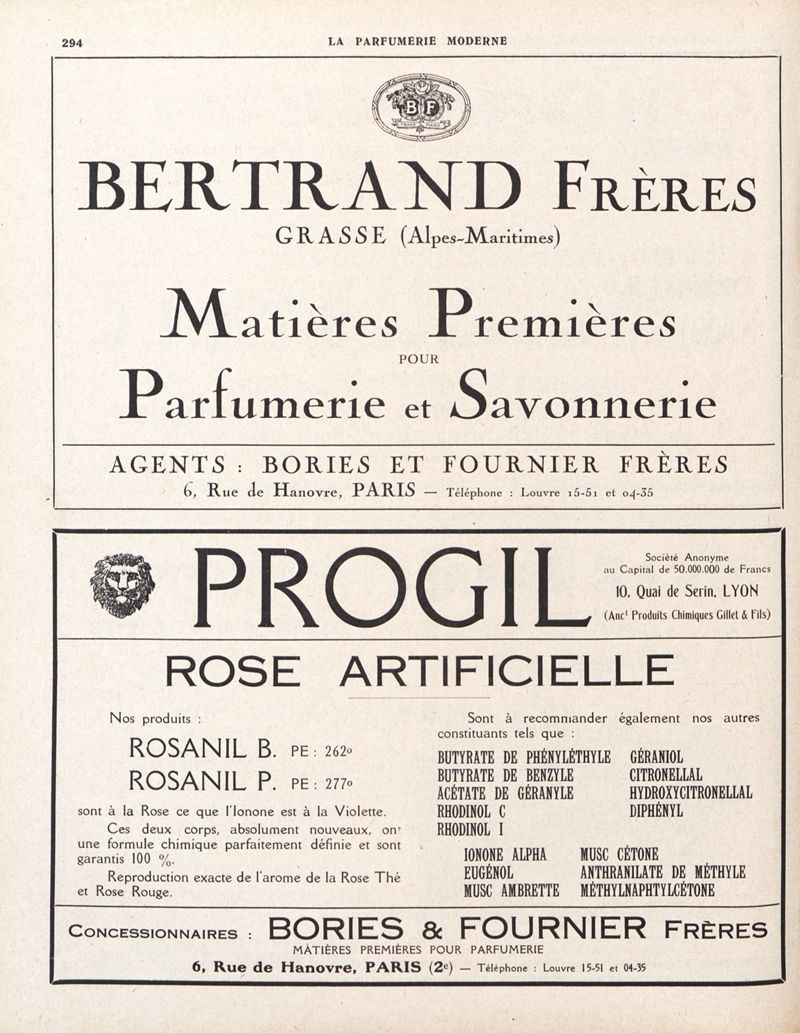 294
LA PARFUMERIE MODERNE
B F
BERTRAND FRÈRES
GRASSE (Alpes-Maritimes)
Matières Premières
POUR
Parfumerie et Savonnerie
AGENTS : BORIES ET FOURNIER FRÈRES
6, Rue de Hanovre, PARIS — Téléphone : Louvre 15-51 et 04-35
PROGIL
Société Anonyme
au Capital de 50.000.000 de Francs
10, Quai de Serin, LYON
(Anct Produits Chimiques Gillet & Fils)
ROSE ARTIFICIELLE
Nos produits :
ROSANIL B. PE : 262º
ROSANIL P. PE : 277º
sont à la Rose ce que l'Ionone est à la Violette.
Ces deux corps, absolument nouveaux, ont
une formule chimique parfaitement définie et sont
garantis 100 %.
Reproduction exacte de l'arome de la Rose Thé
et Rose Rouge.
Sont à recommander également nos autres
constituants tels que :
BUTYRATE DE PHÉNYLÉTHYLE GÉRANIOL
BUTYRATE DE BENZYLE CITRONELLAL
ACÉTATE DE GÉRANYLE HYDROXYCITRONELLAL
RHODINOL C DIPHÉNYL
RHODINOL I
IONONE ALPHA MUSC CÉTONE
EUGÉNOL ANTHRANILATE DE MÉTHYLE
MUSC AMBRETTE MÉTHYLNAPHTYLCÉTONE
CONCESSIONNAIRES : BORIES & FOURNIER FRÈRES
MATIÈRES PREMIÈRES POUR PARFUMERIE
6, Rue de Hanovre, PARIS (2e) — Téléphone : Louvre 15-51 et 04-35